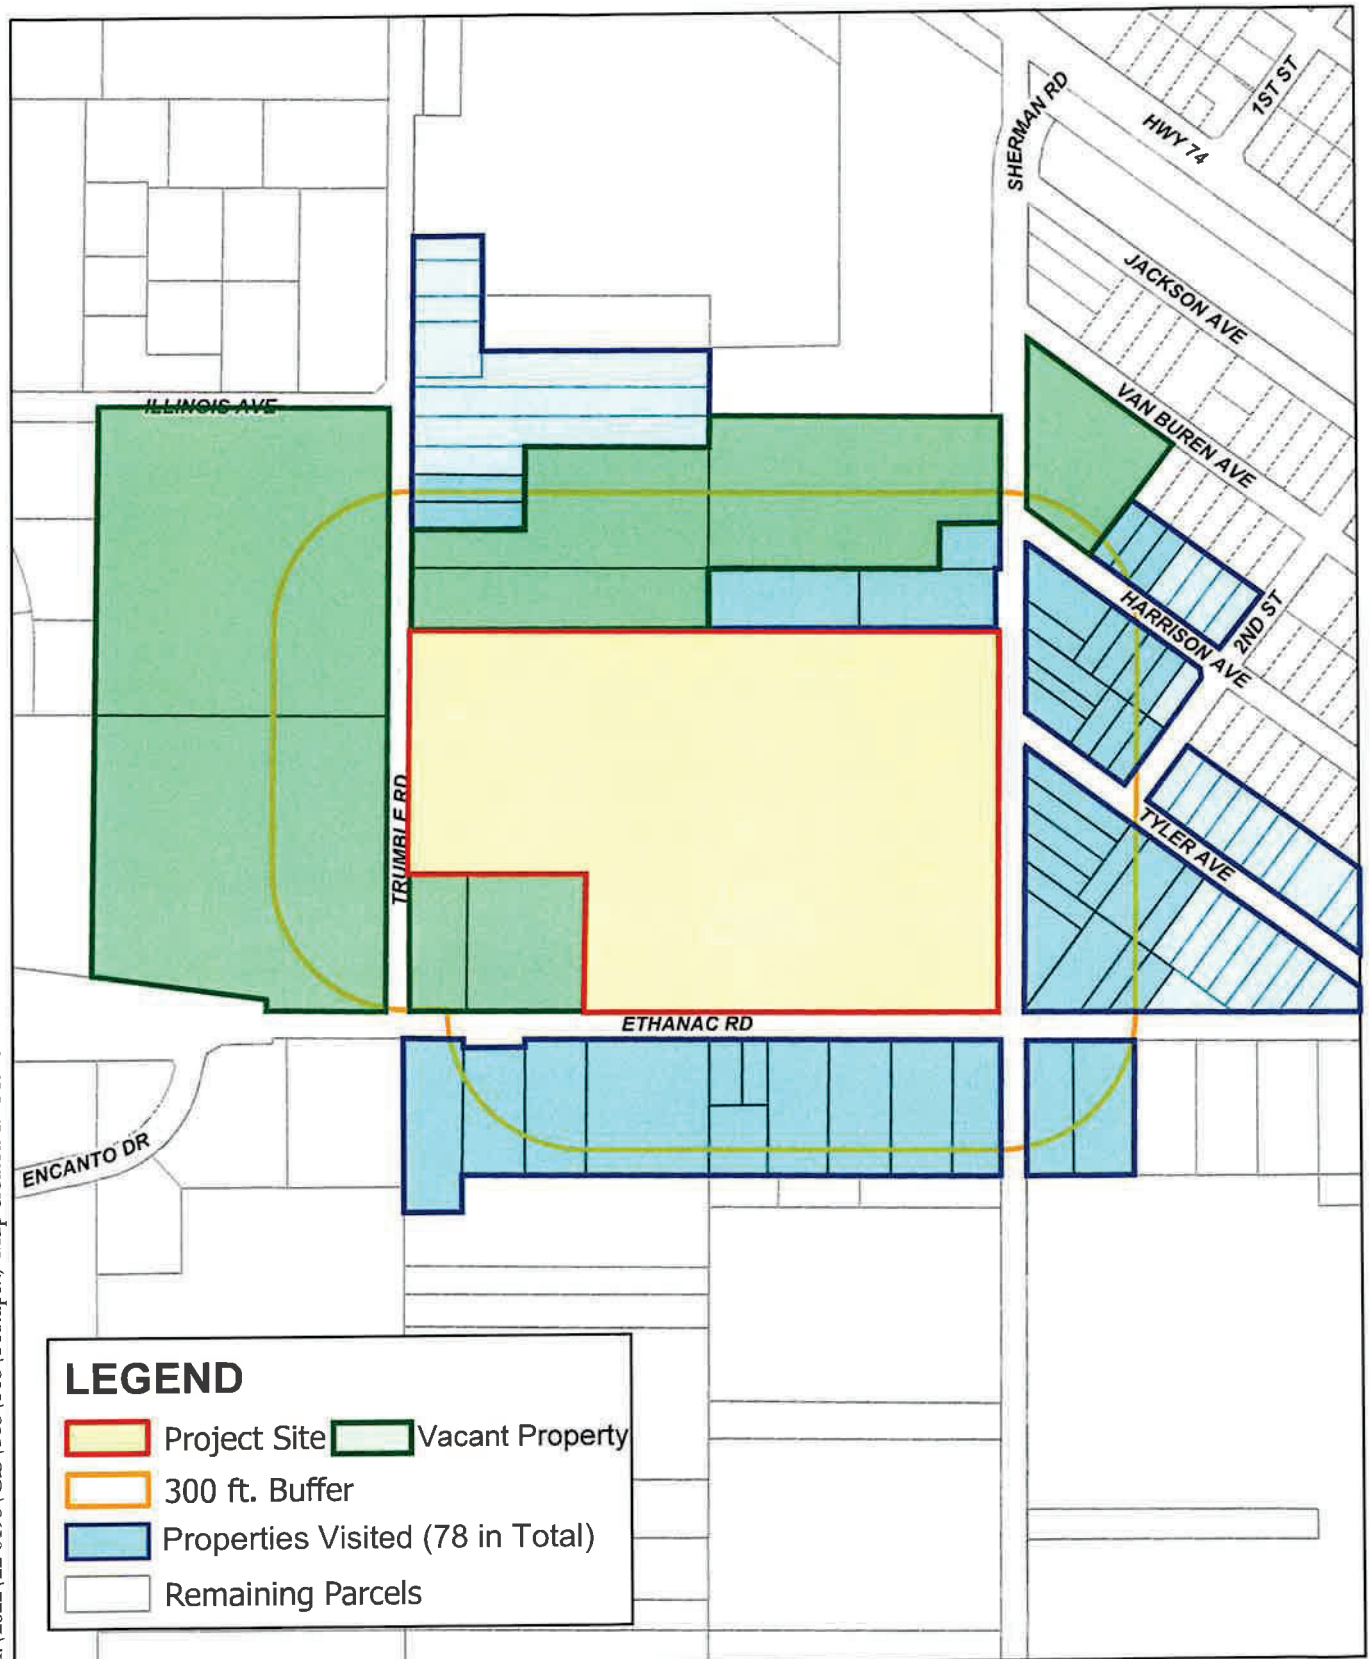 1ST ST
SHERMAN RD
HWY 74
JACKSON AVE
VAN BUREN AVE
ILLINOIS AVE
HARRISON AVE
2ND ST
TRUMBLE RD
TYLER AVE
ETHANAC RD
ENCANTO DR
LEGEND
Project Site Vacant Property
300 ft. Buffer
Properties Visited (78 in Total)
Remaining Parcels